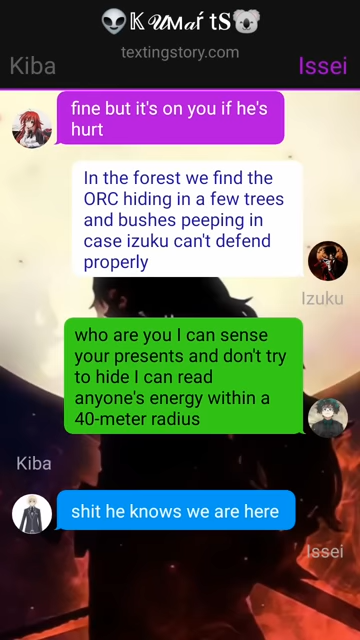 👽𝕂 𝓤ᴍ𝑎ŕ t𝐒🐨
textingstory.com
Kiba
Issei
fine but it's on you if he's
hurt
In the forest we find the
ORC hiding in a few trees
and bushes peeping in
case izuku can't defend
properly
Izuku
who are you I can sense
your presents and don't try
to hide I can read
anyone's energy within a
40-meter radius
Kiba
shit he knows we are here
Issei